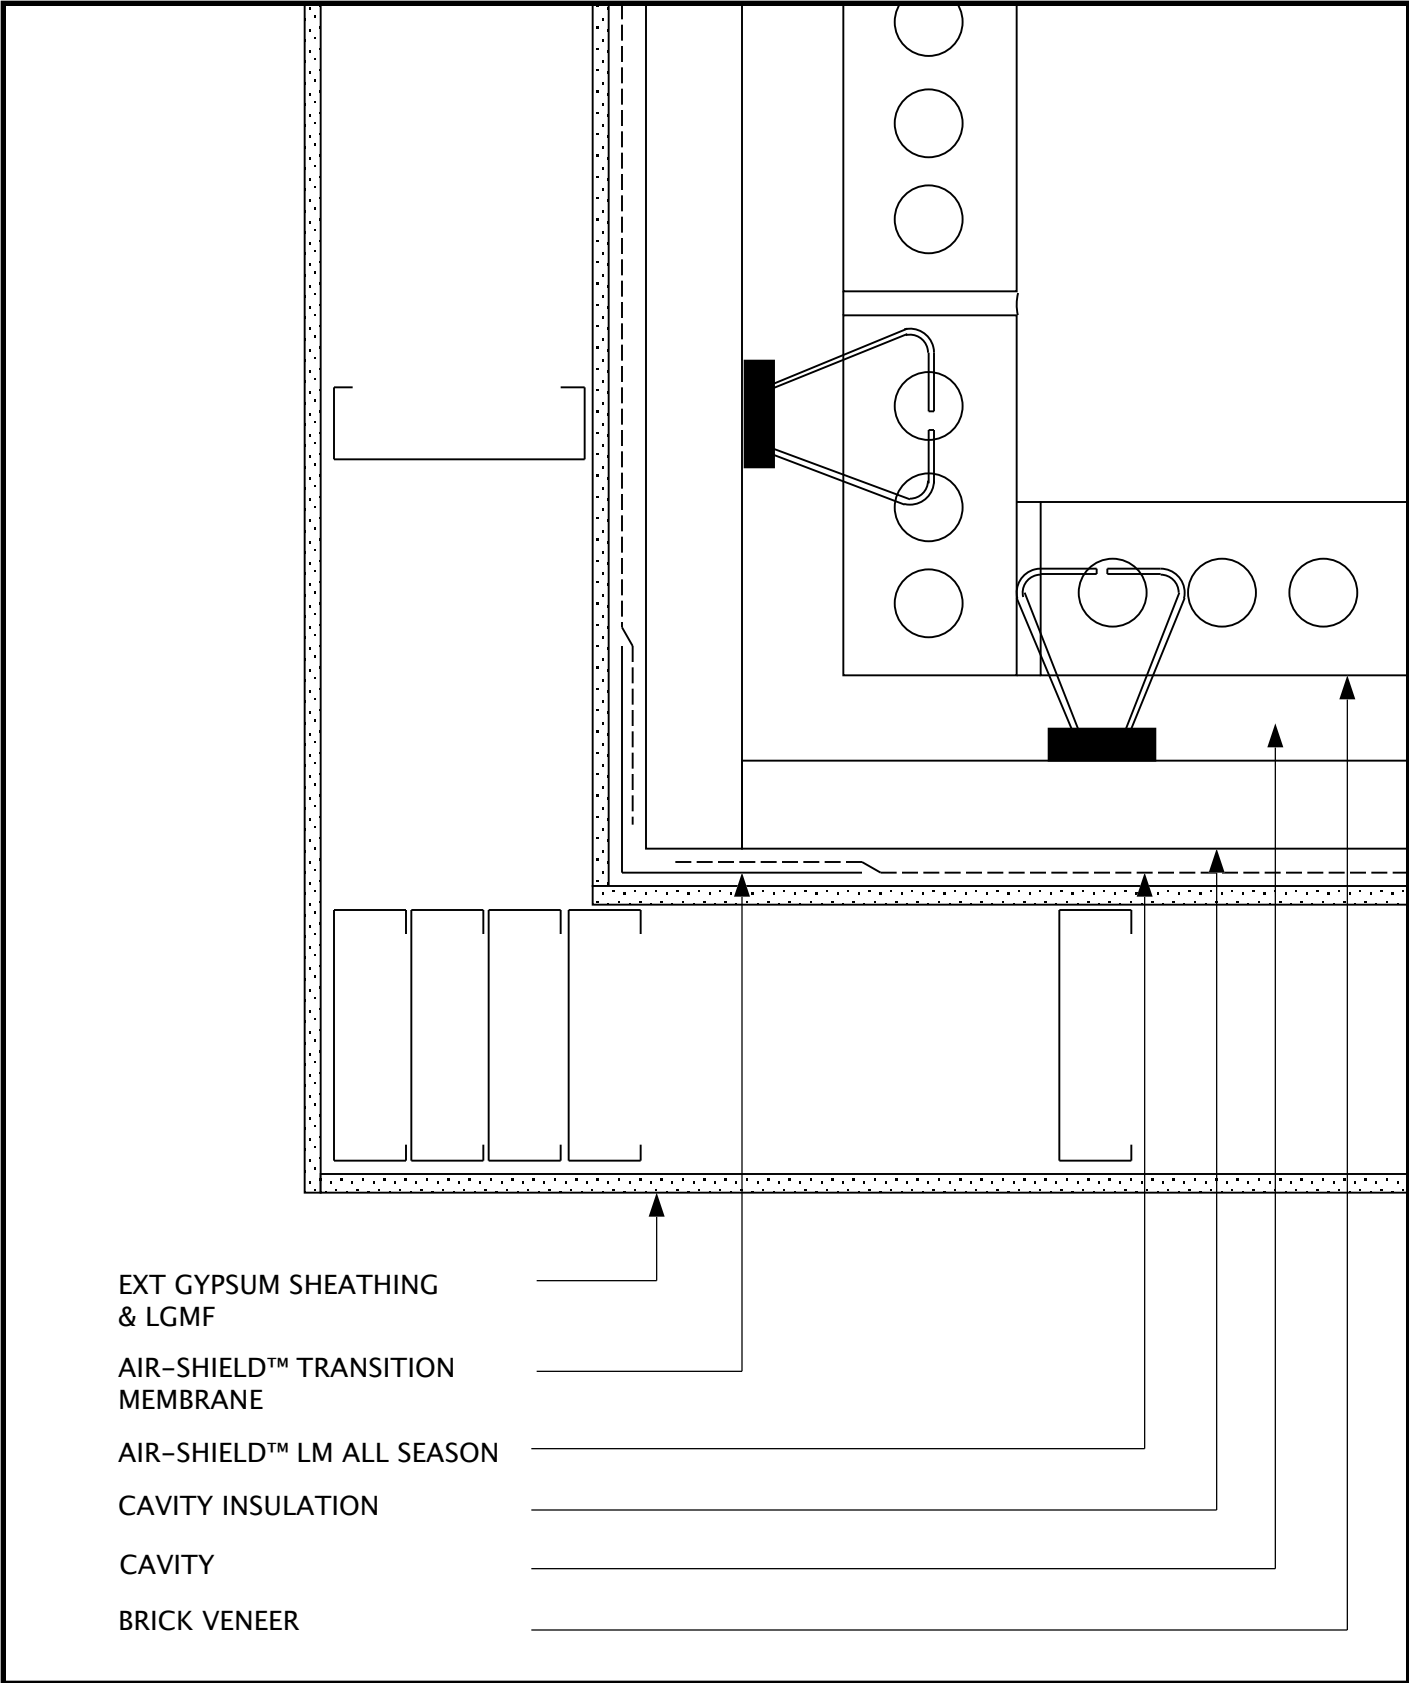 EXT GYPSUM SHEATHING
& LGMF
AIR-SHIELD™ TRANSITION
MEMBRANE
AIR-SHIELD™ LM ALL SEASON
CAVITY INSULATION
CAVITY
BRICK VENEER